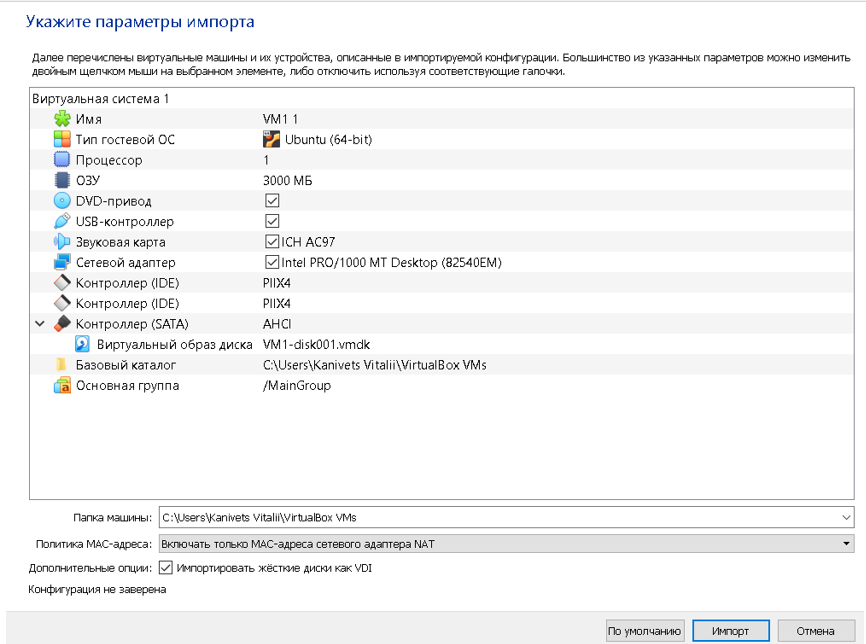 Укажите параметры импорта
Далее перечислены виртуальные машины и их устройства, описанные в импортируемой конфигурации. Большинство из указанных параметров можно изменить
двойным щелчком мыши на выбранном элементе, либо отключить используя соответствующие галочки.
Виртуальная система 1
Имя VM1 1
Тип гостевой ОС Ubuntu (64-bit)
Процессор 1
ОЗУ 3000 МБ
DVD-привод
USB-контроллер
Звуковая карта ICH AC97
Сетевой адаптер Intel PRO/1000 MT Desktop (82540EM)
Контроллер (IDE) PIIX4
Контроллер (IDE) PIIX4
Контроллер (SATA) AHCI
Виртуальный образ диска VM1-disk001.vmdk
Базовый каталог C:\Users\Kanivets Vitalii\VirtualBox VMs
Основная группа /MainGroup
Папка машины: C:\Users\Kanivets Vitalii\VirtualBox VMs
Политика MAC-адреса: Включать только MAC-адреса сетевого адаптера NAT
Дополнительные опции: Импортировать жёсткие диски как VDI
Конфигурация не заверена
По умолчанию Импорт Отмена